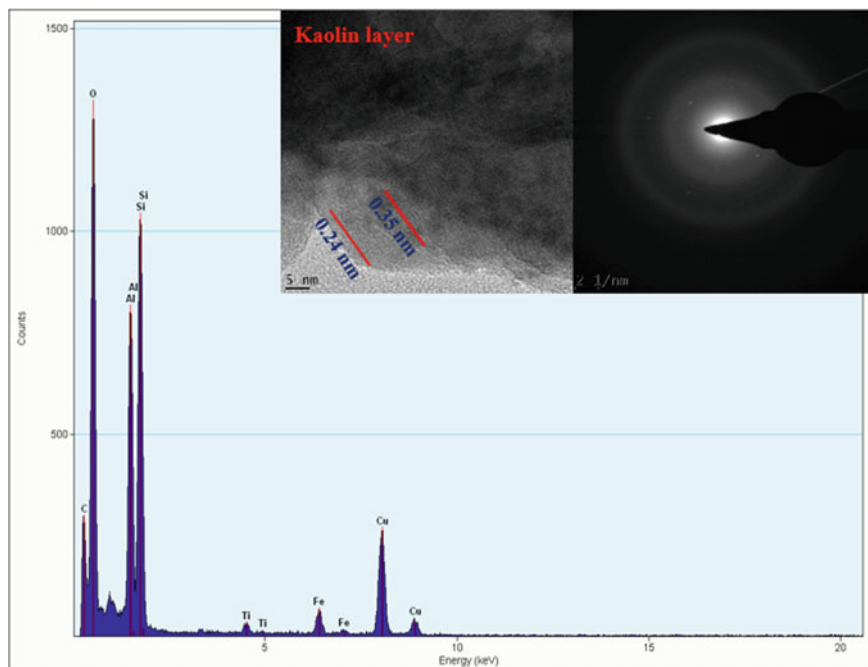 1500
1000
500
Counts
5
10
15
20
Energy (keV)
C
O
Al
Al
Si
Si
Ti
Ti
Fe
Fe
Cu
Cu
Kaolin layer
0.24 nm
0.35 nm
5 nm
2 1/nm